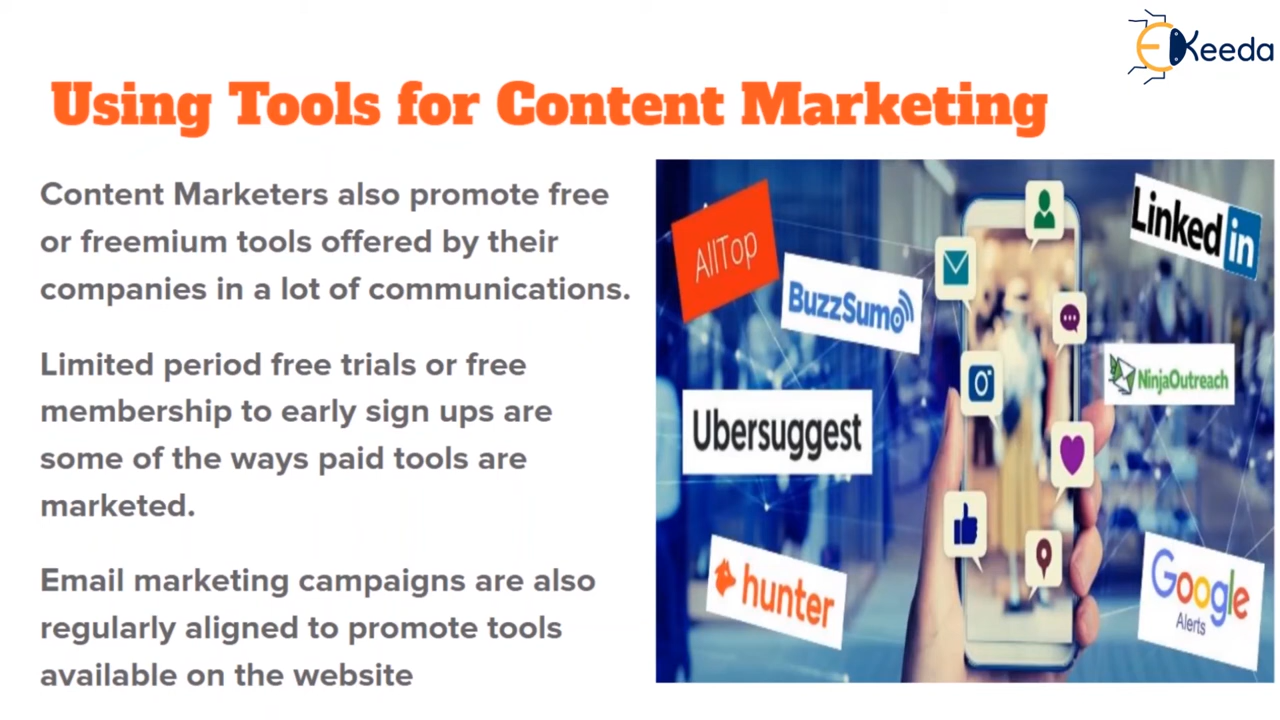 EKeeda
Using Tools for Content Marketing
Content Marketers also promote free
or freemium tools offered by their
companies in a lot of communications.
Limited period free trials or free
membership to early sign ups are
some of the ways paid tools are
marketed.
Email marketing campaigns are also
regularly aligned to promote tools
available on the website
AllTop
BuzzSumo
Ubersuggest
hunter
Linkedin
NinjaOutreach
Google
Alerts